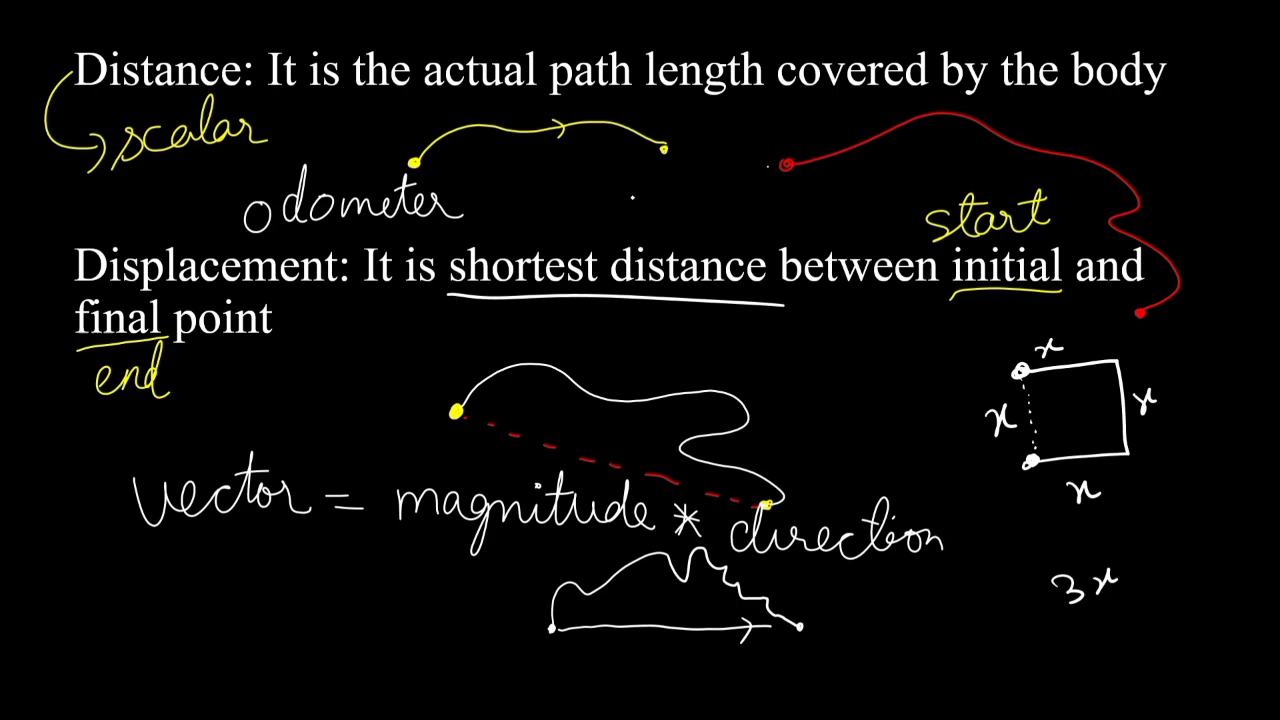 Distance: It is the actual path length covered by the body
scalar
odometer
start
Displacement: It is shortest distance between initial and
final point
end
x
x
x
x
vector = magnitude * direction
3x